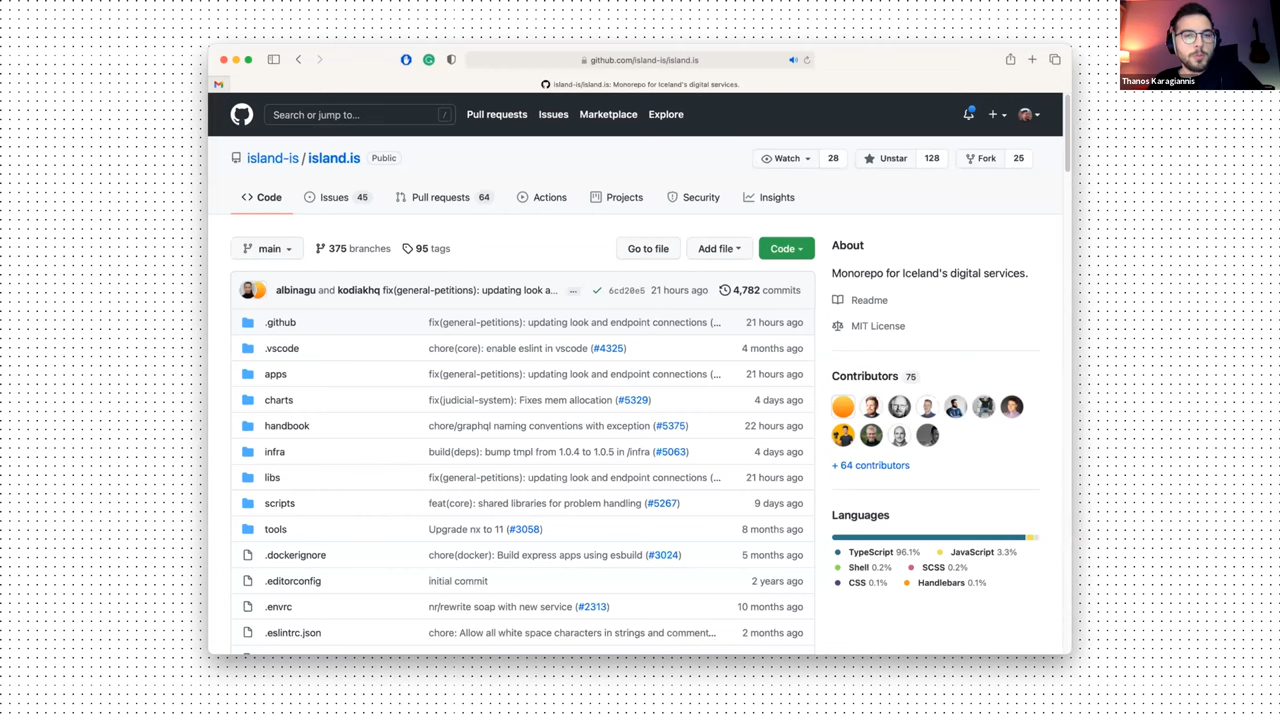 Thanos Karagiannis
github.com/island-is/island.is
island-is/island.is: Monorepo for Iceland's digital services.
Search or jump to... /
Pull requests Issues Marketplace Explore
island-is / island.is Public
Watch 28 Unstar 128 Fork 25
Code Issues 45 Pull requests 64 Actions Projects Security Insights
main 375 branches 95 tags Go to file Add file Code
albinagu and kodiakhq fix(general-petitions): updating look a... ... 6cd20e5 21 hours ago 4,782 commits
.github fix(general-petitions): updating look and endpoint connections (... 21 hours ago
.vscode chore(core): enable eslint in vscode (#4325) 4 months ago
apps fix(general-petitions): updating look and endpoint connections (... 21 hours ago
charts fix(judicial-system): Fixes mem allocation (#5329) 4 days ago
handbook chore/graphql naming conventions with exception (#5375) 22 hours ago
infra build(deps): bump tmpl from 1.0.4 to 1.0.5 in /infra (#5063) 4 days ago
libs fix(general-petitions): updating look and endpoint connections (... 21 hours ago
scripts feat(core): shared libraries for problem handling (#5267) 9 days ago
tools Upgrade nx to 11 (#3058) 8 months ago
.dockerignore chore(docker): Build express apps using esbuild (#3024) 5 months ago
.editorconfig initial commit 2 years ago
.envrc nr/rewrite soap with new service (#2313) 10 months ago
.eslintrc.json chore: Allow all white space characters in strings and comment... 2 months ago
About
Monorepo for Iceland's digital services.
Readme
MIT License
Contributors 75
+ 64 contributors
Languages
TypeScript 96.1% JavaScript 3.3%
Shell 0.2% SCSS 0.2%
CSS 0.1% Handlebars 0.1%